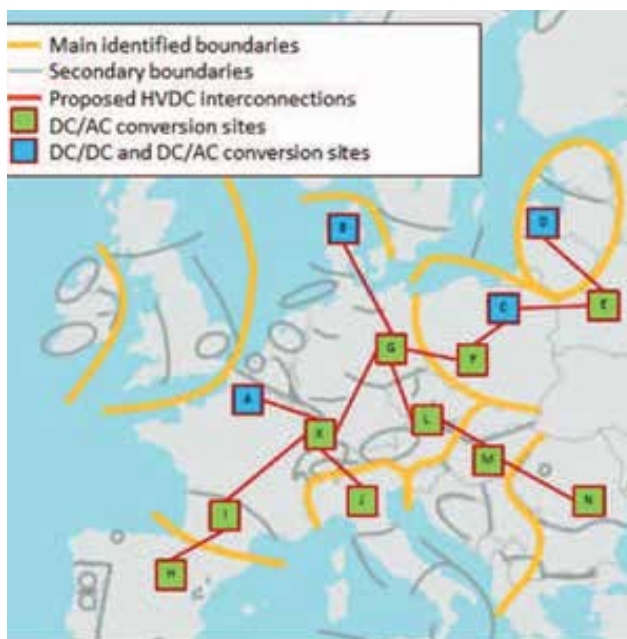 Main identified boundaries
Secondary boundaries
Proposed HVDC interconnections
DC/AC conversion sites
DC/DC and DC/AC conversion sites
B
D
C
E
G
F
A
K
L
M
I
J
N
H